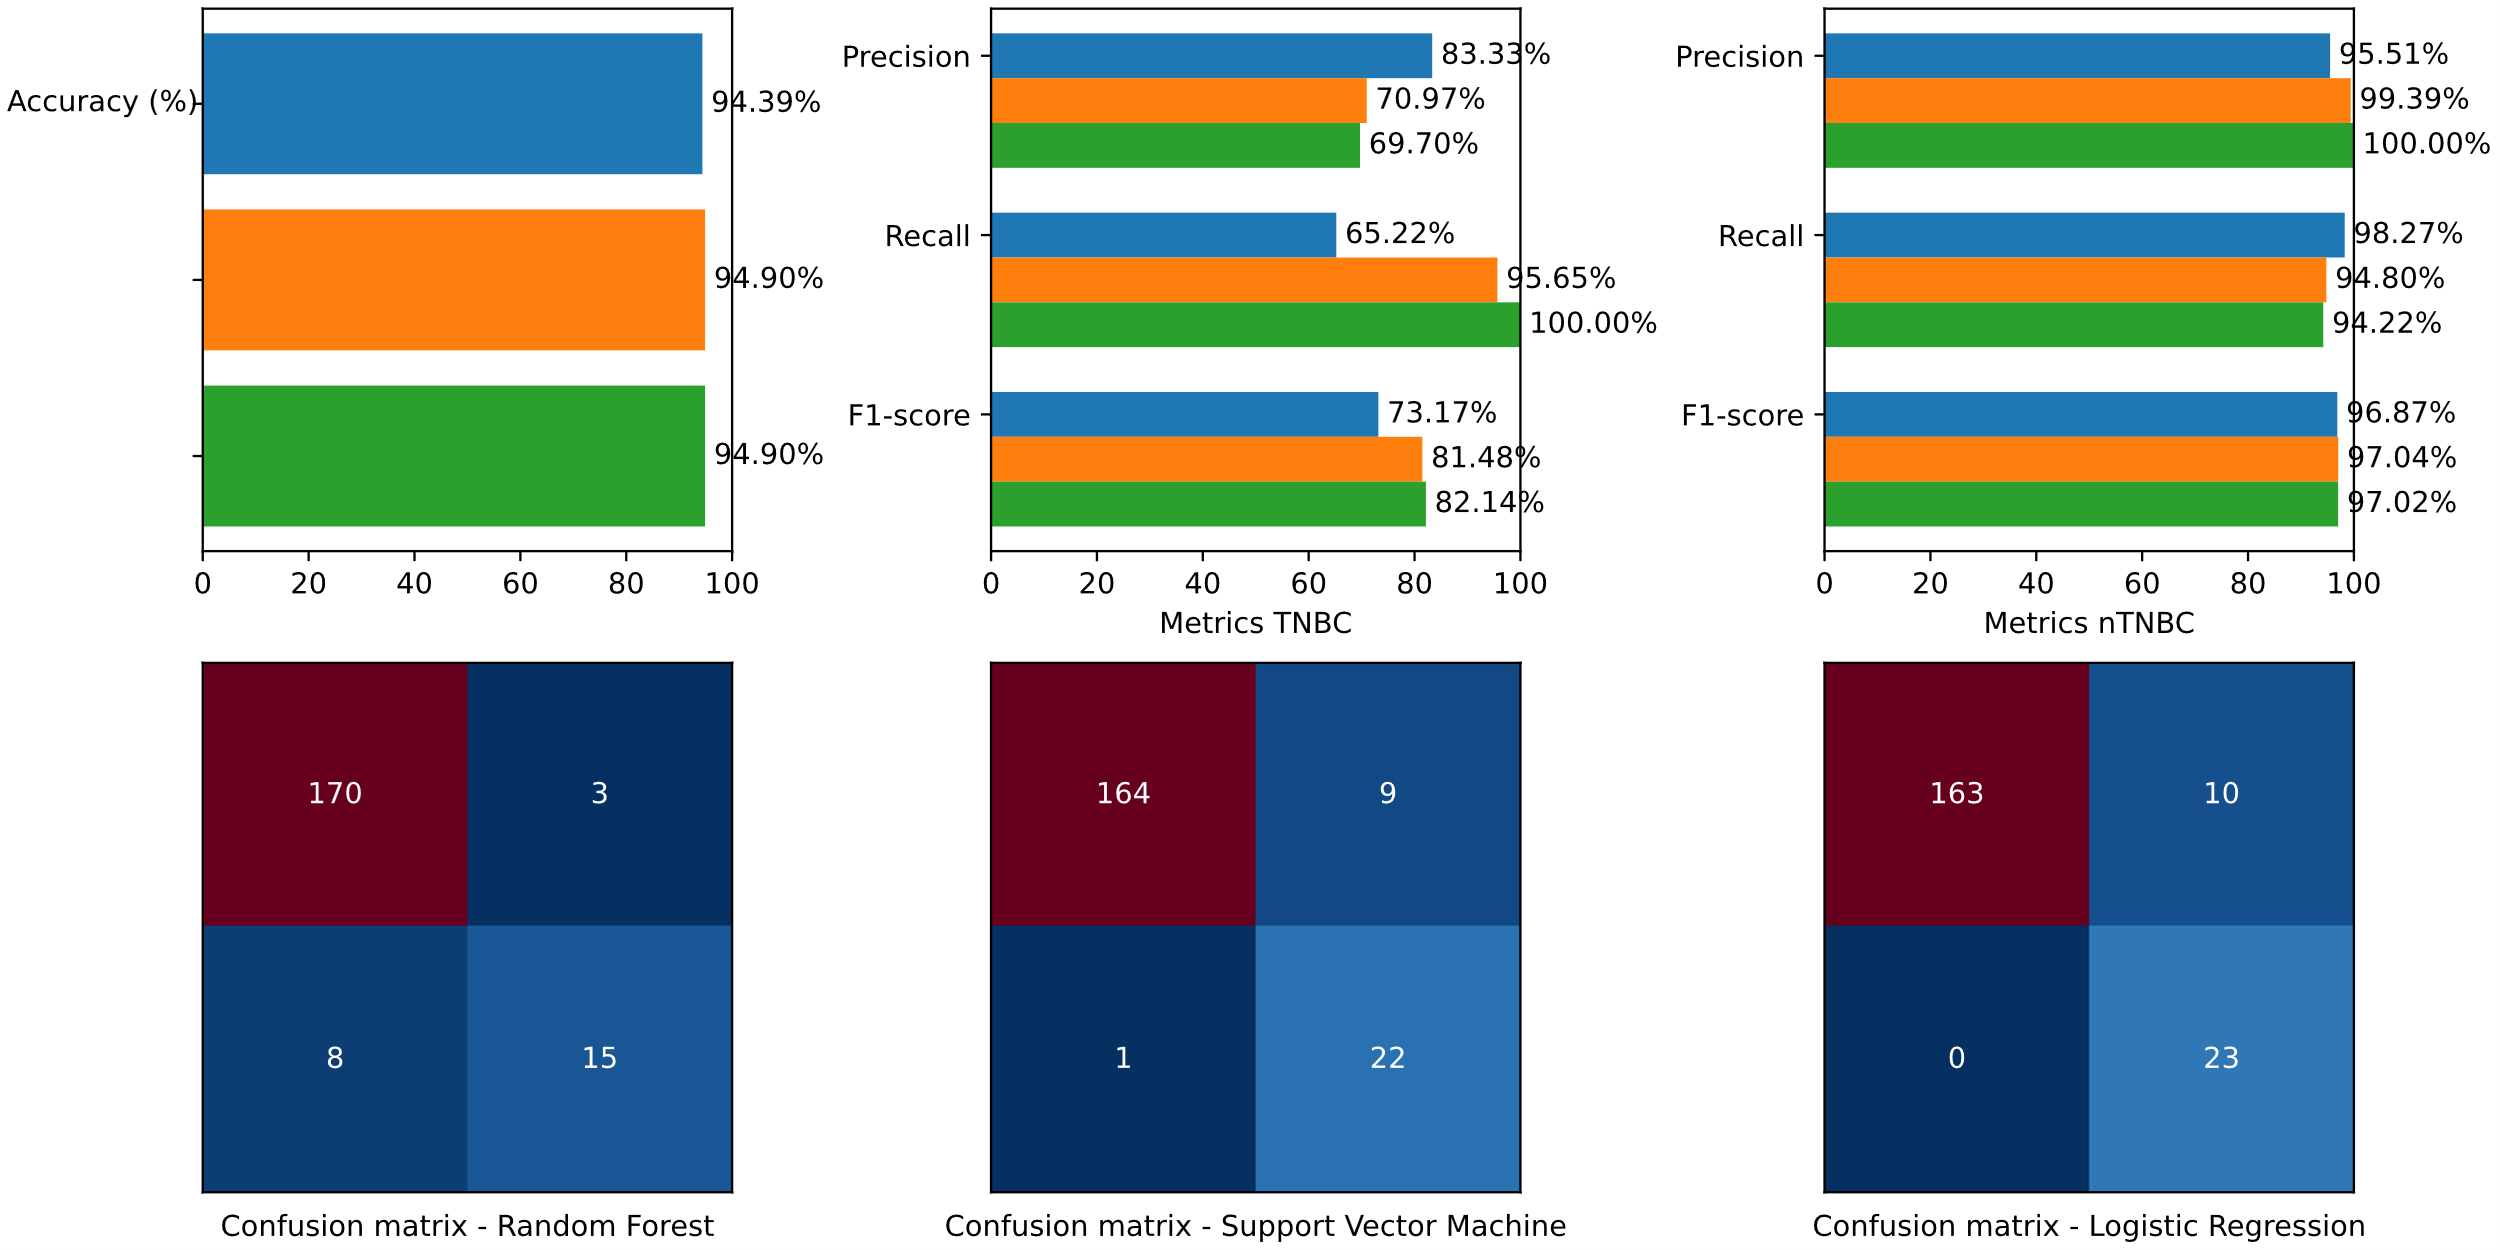 Accuracy (%)
94.39%
94.90%
94.90%
0 20 40 60 80 100
Precision
83.33%
70.97%
69.70%
Recall
65.22%
95.65%
100.00%
F1-score
73.17%
81.48%
82.14%
0 20 40 60 80 100
Metrics TNBC
Precision
95.51%
99.39%
100.00%
Recall
98.27%
94.80%
94.22%
F1-score
96.87%
97.04%
97.02%
0 20 40 60 80 100
Metrics nTNBC
170 3
8 15
Confusion matrix - Random Forest
164 9
1 22
Confusion matrix - Support Vector Machine
163 10
0 23
Confusion matrix - Logistic Regression